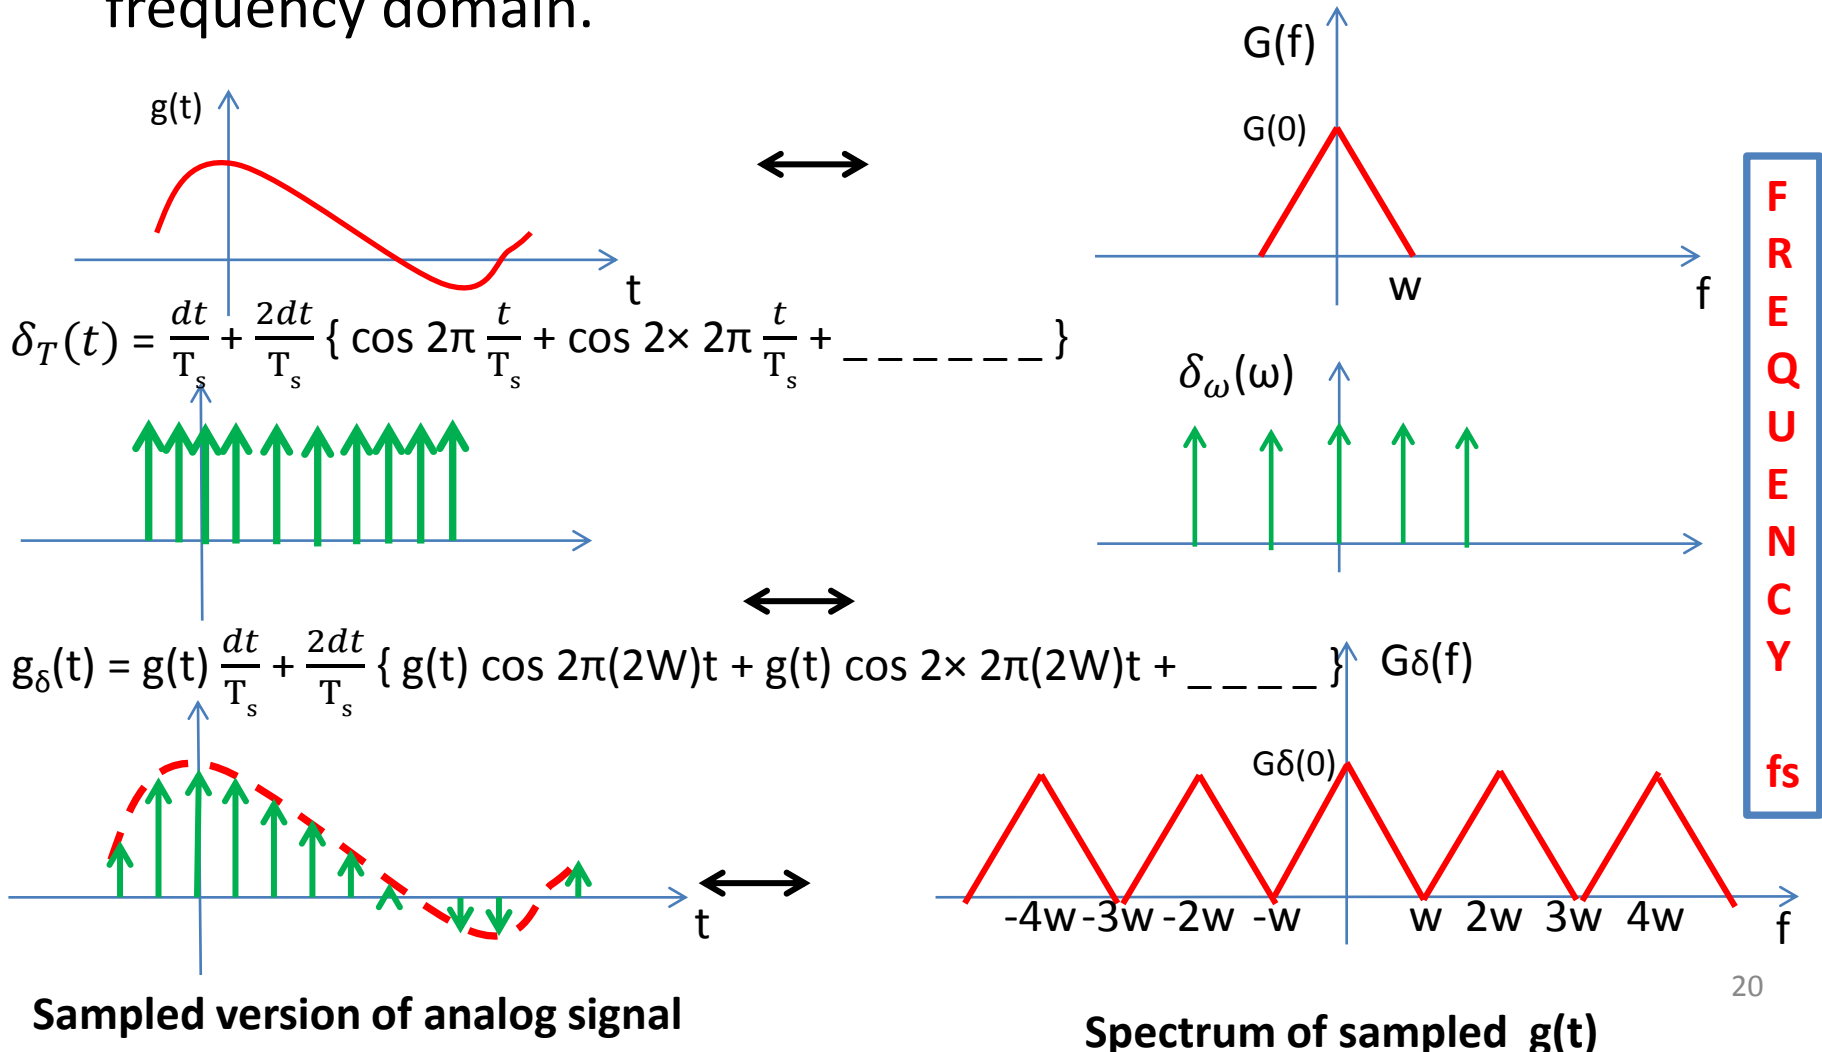 frequency domain.
g(t)
t
G(f)
G(0)
w
f
δ_T(t) = dt/T_s + 2dt/T_s { cos 2π t/T_s + cos 2× 2π t/T_s + _ _ _ _ _ _ }
δ_ω(ω)
g_δ(t) = g(t) dt/T_s + 2dt/T_s { g(t) cos 2π(2W)t + g(t) cos 2× 2π(2W)t + _ _ _ _ }
Gδ(f)
Gδ(0)
t
-4w -3w -2w -w w 2w 3w 4w
f
Sampled version of analog signal
Spectrum of sampled g(t)
F
R
E
Q
U
E
N
C
Y
fs
20